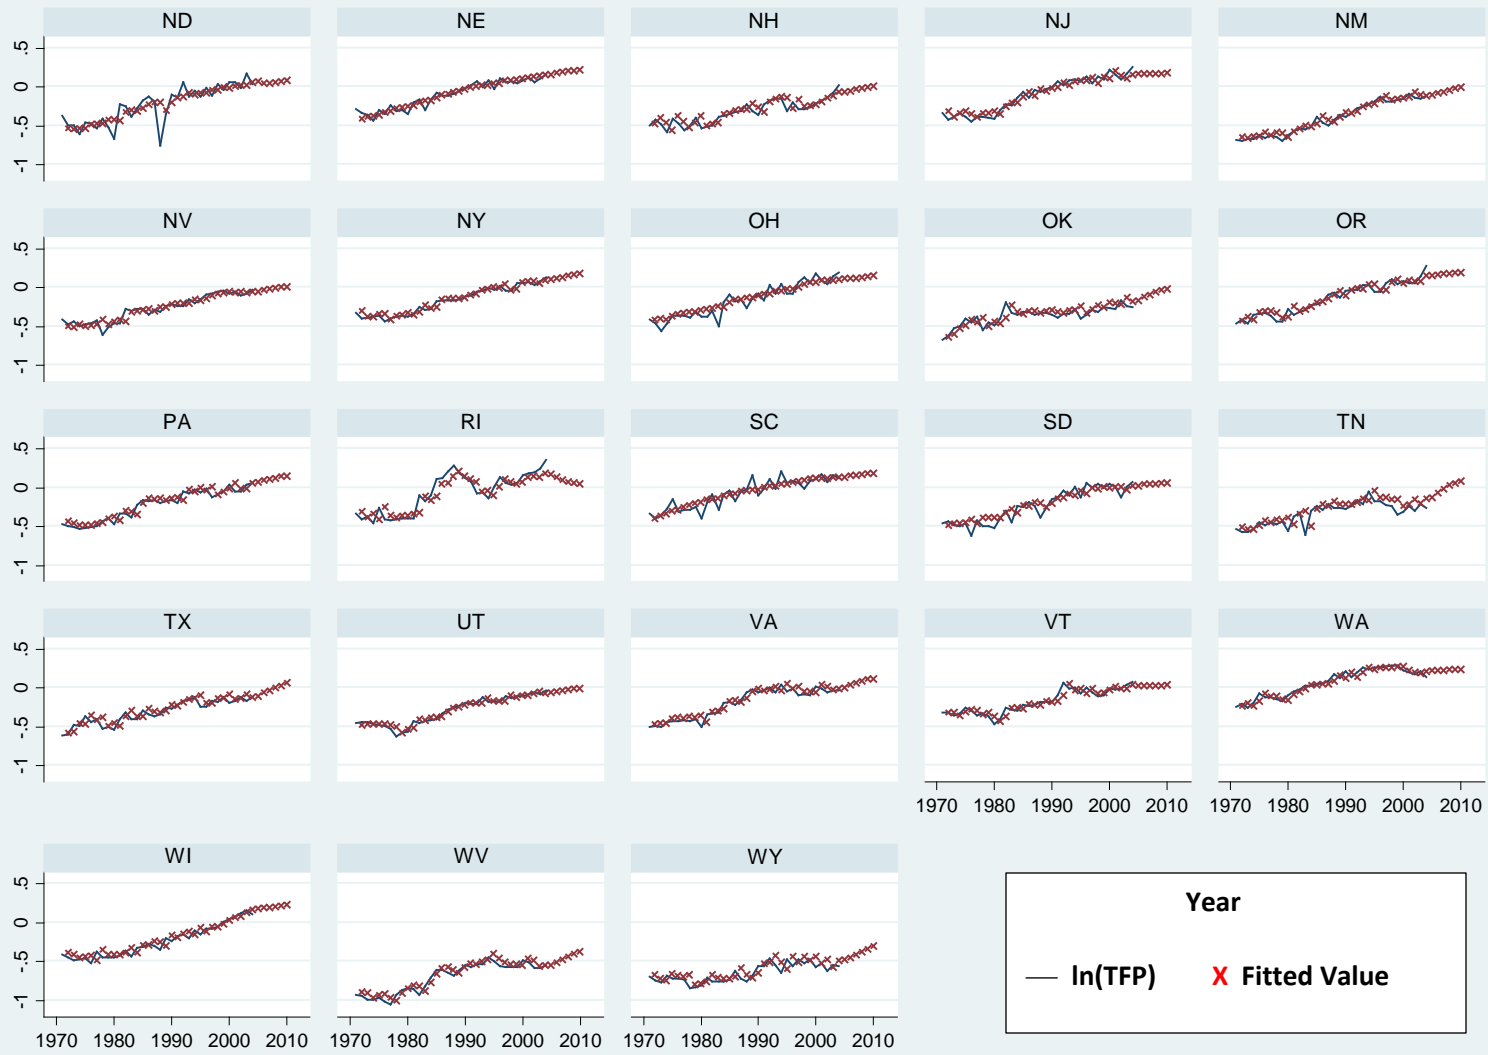 ND NE NH NJ NM
.5
0
-.5
-1
NV NY OH OK OR
.5
0
-.5
-1
PA RI SC SD TN
.5
0
-.5
-1
TX UT VA VT WA
.5
0
-.5
-1
1970 1980 1990 2000 2010 1970 1980 1990 2000 2010
WI WV WY
.5
0
-.5
-1
1970 1980 1990 2000 2010 1970 1980 1990 2000 2010 1970 1980 1990 2000 2010
Year
ln(TFP) X Fitted Value